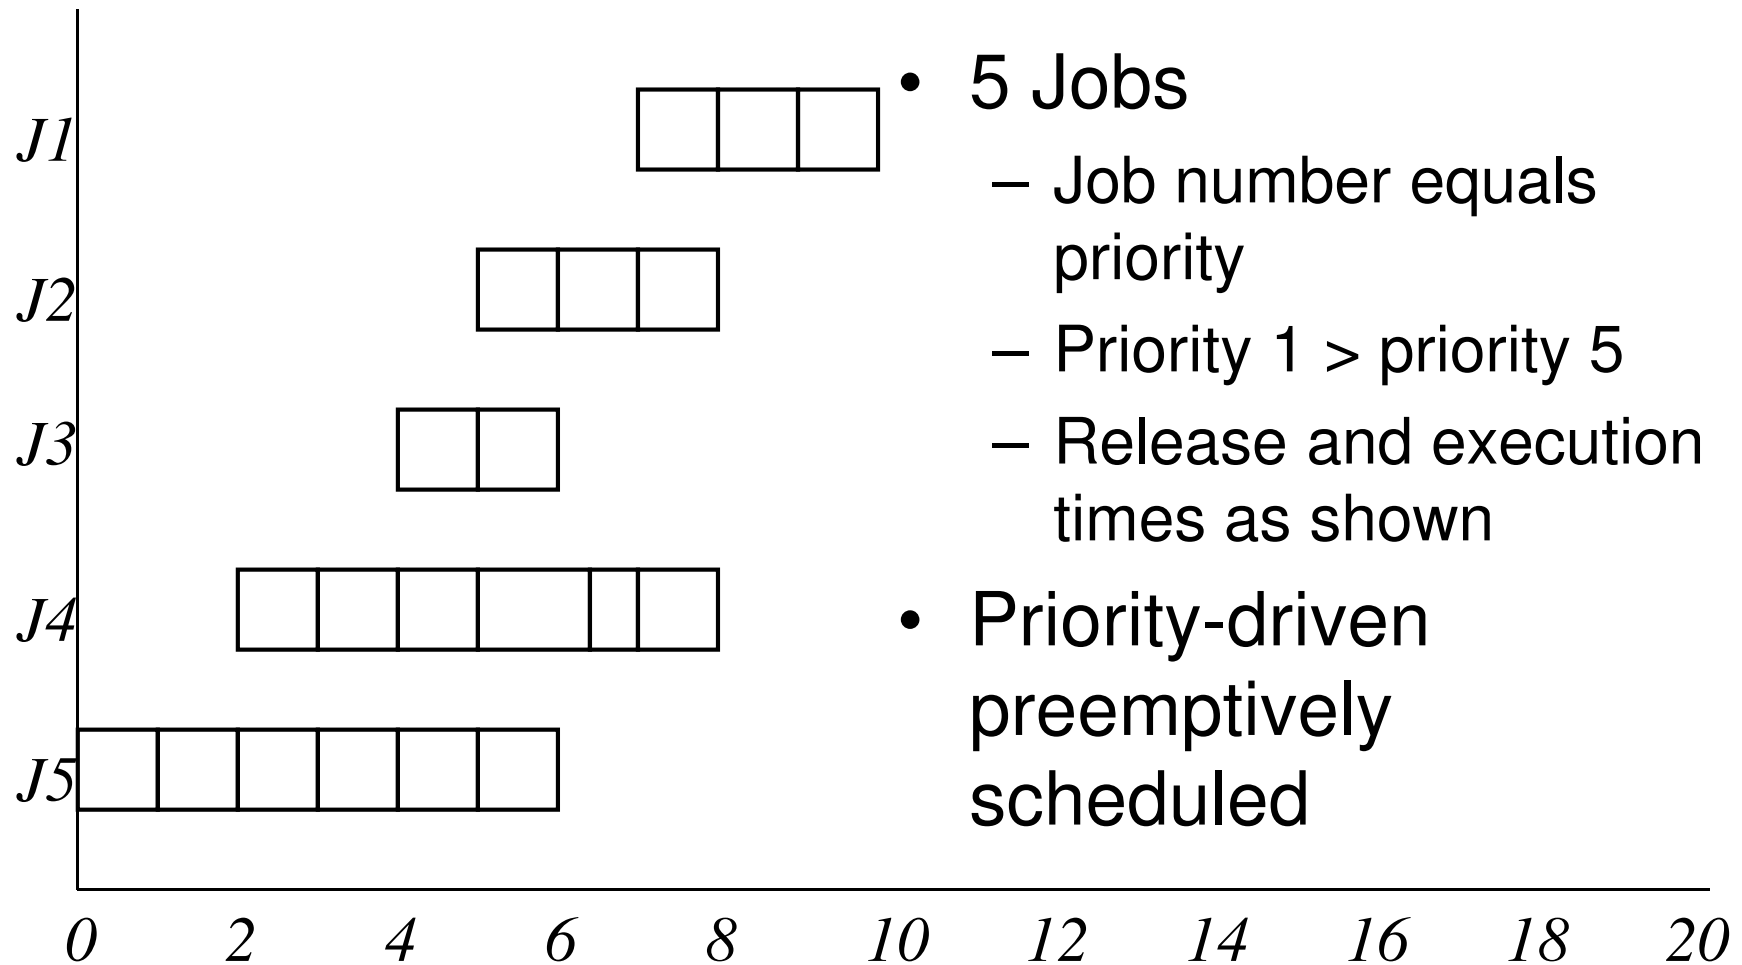 J1
J2
J3
J4
J5
0 2 4 6 8 10 12 14 16 18 20
• 5 Jobs
– Job number equals
priority
– Priority 1 > priority 5
– Release and execution
times as shown
• Priority-driven
preemptively
scheduled